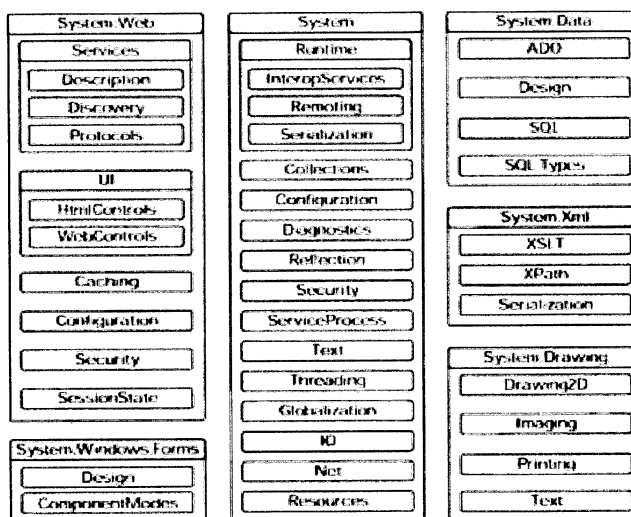 System.Web
Services
Description
Discovery
Protocols
UI
HtmlControls
WebControls
Caching
Configuration
Security
SessionState
System.Windows.Forms
Design
ComponentModes
System
Runtime
InteropServices
Remoting
Serialization
Collections
Configuration
Diagnostics
Reflection
Security
ServiceProcess
Text
Threading
Globalization
IO
Net
Resources
System.Data
ADO
Design
SQL
SQL Types
System.Xml
XSLT
XPath
Serialization
System.Drawing
Drawing2D
Imaging
Printing
Text